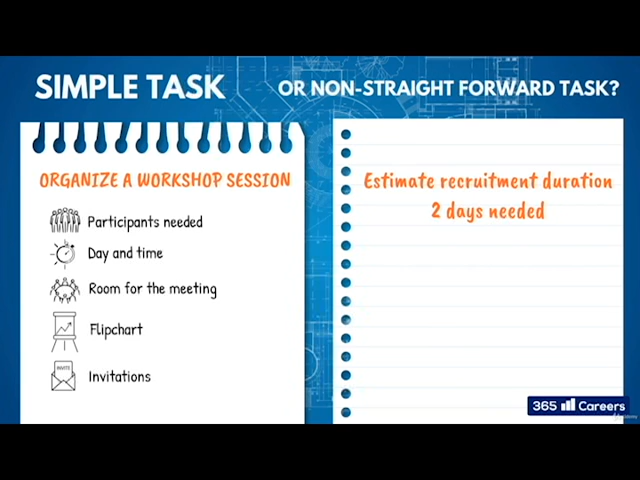 SIMPLE TASK
OR NON-STRAIGHT FORWARD TASK?
ORGANIZE A WORKSHOP SESSION
Participants needed
Day and time
Room for the meeting
Flipchart
INVITE
Invitations
Estimate recruitment duration
2 days needed
365 Careers